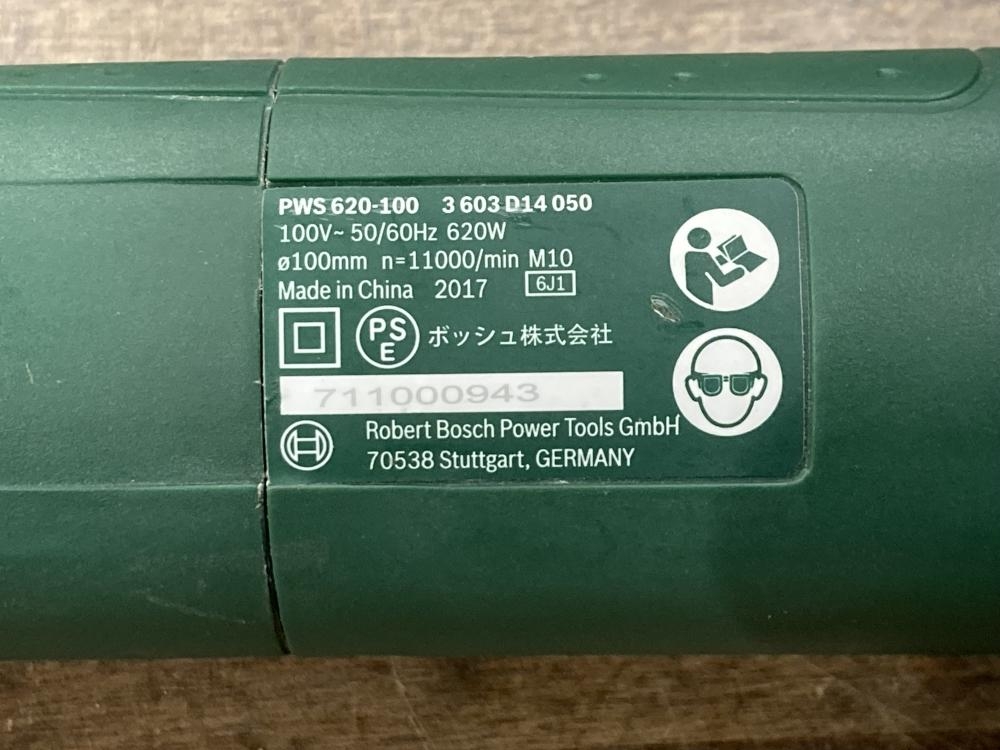 PWS 620-100 3 603 D14 050
100V~ 50/60Hz 620W
ø100mm n=11000/min M10
Made in China 2017 6J1
PS
E
ボッシュ株式会社
711000943
Robert Bosch Power Tools GmbH
70538 Stuttgart, GERMANY